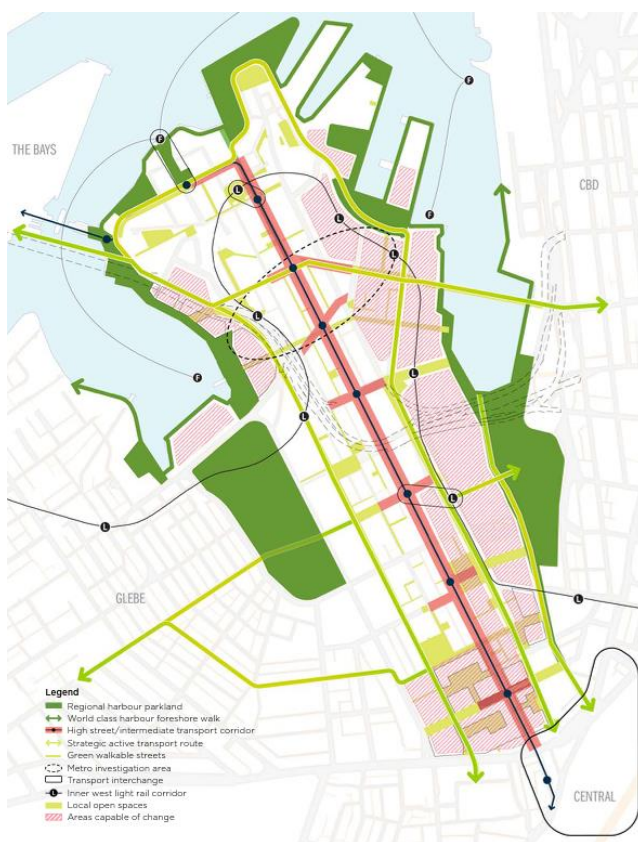 F
THE BAYS
F
CBD
L
L
L
F
L
L
F
L
L
L
L
GLEBE
L
Legend
Regional harbour parkland
World class harbour foreshore walk
High street/intermediate transport corridor
Strategic active transport route
Green walkable streets
Metro investigation area
Transport interchange
L Inner west light rail corridor
Local open spaces
Areas capable of change
CENTRAL